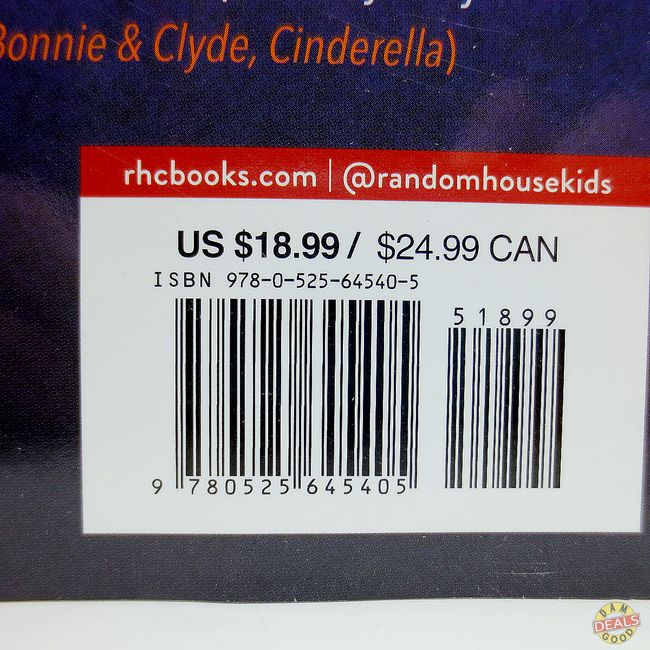 Bonnie & Clyde, Cinderella)
rhcbooks.com | @randomhousekids
US $18.99 / $24.99 CAN
ISBN 978-0-525-64540-5
51899
9 780525 645405
DAM
DEALS
GOOD